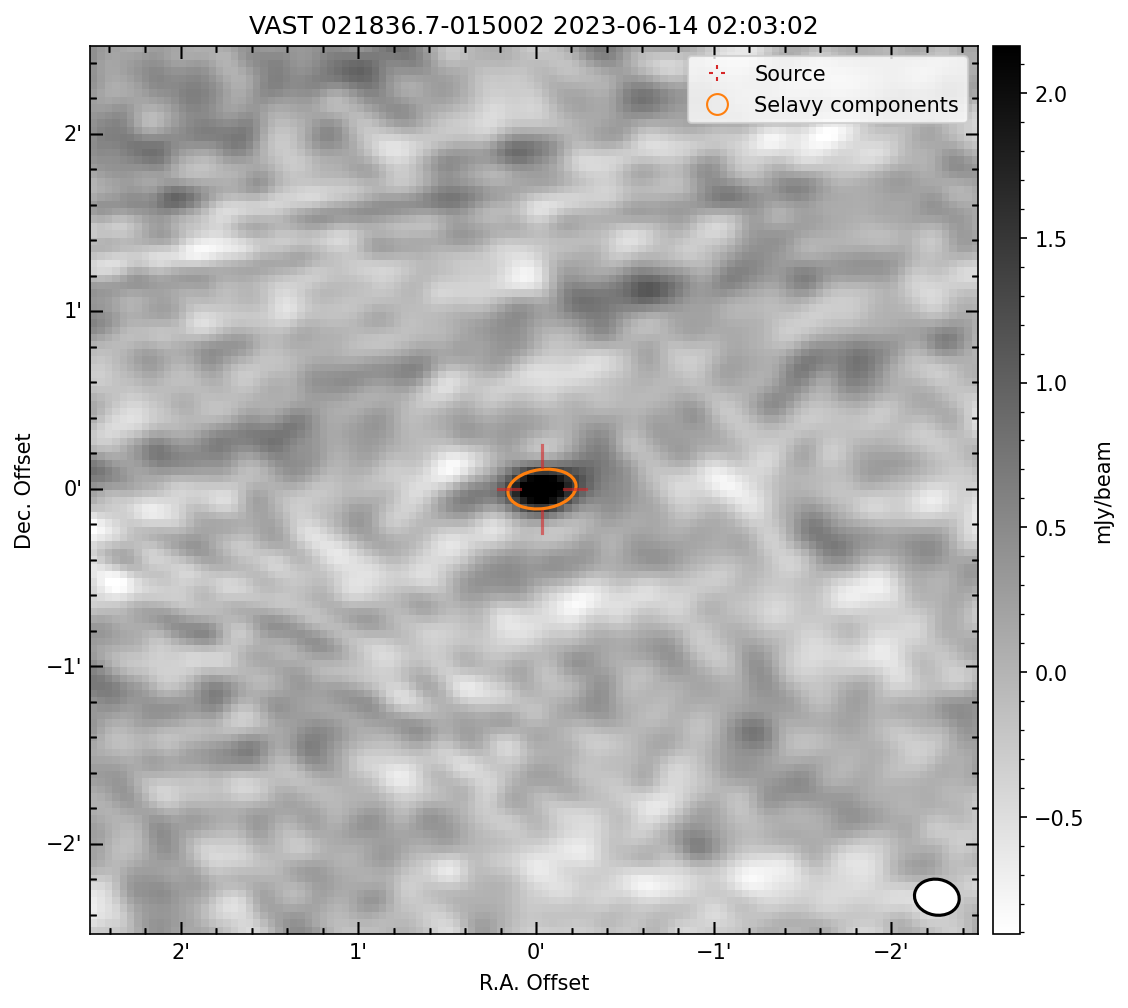 VAST 021836.7-015002 2023-06-14 02:03:02
Source
Selavy components
2'
1'
0'
−1'
−2'
Dec. Offset
2'
1'
0'
−1'
−2'
R.A. Offset
2.0
1.5
1.0
0.5
0.0
−0.5
mJy/beam